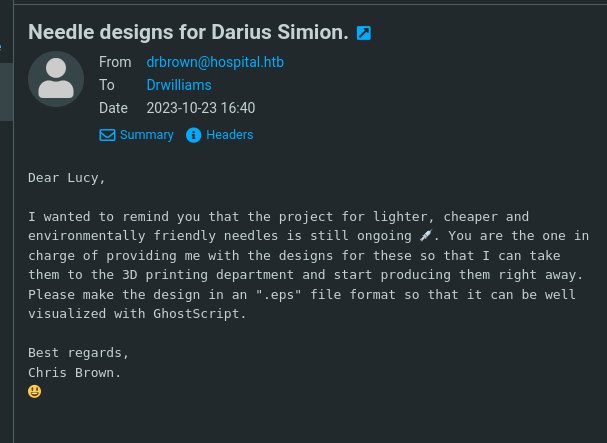 Needle designs for Darius Simion.
From drbrown@hospital.htb
To Drwilliams
Date 2023-10-23 16:40
Summary Headers
Dear Lucy,
I wanted to remind you that the project for lighter, cheaper and
environmentally friendly needles is still ongoing 💉. You are the one in
charge of providing me with the designs for these so that I can take
them to the 3D printing department and start producing them right away.
Please make the design in an ".eps" file format so that it can be well
visualized with GhostScript.
Best regards,
Chris Brown.
😃